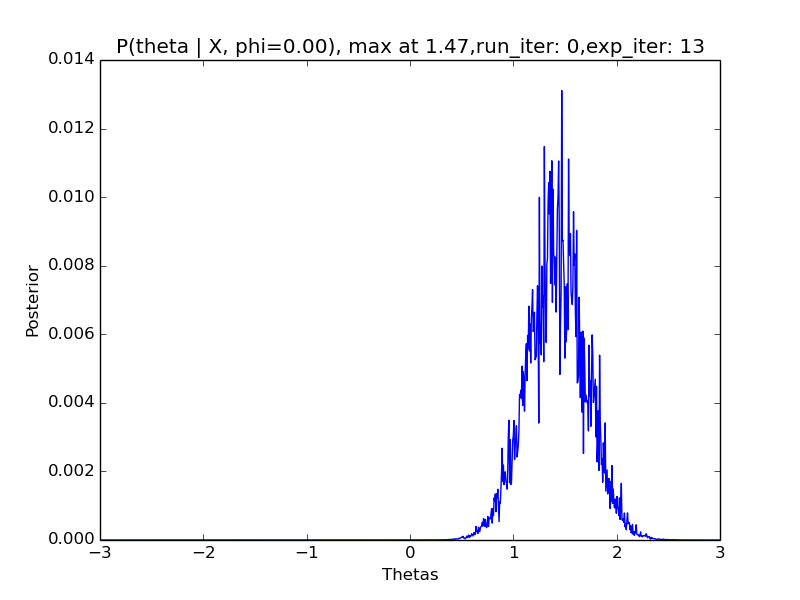 P(theta | X, phi=0.00), max at 1.47,run_iter: 0,exp_iter: 13
0.014
0.012
0.010
0.008
0.006
0.004
0.002
0.000
Posterior
−3 −2 −1 0 1 2 3
Thetas